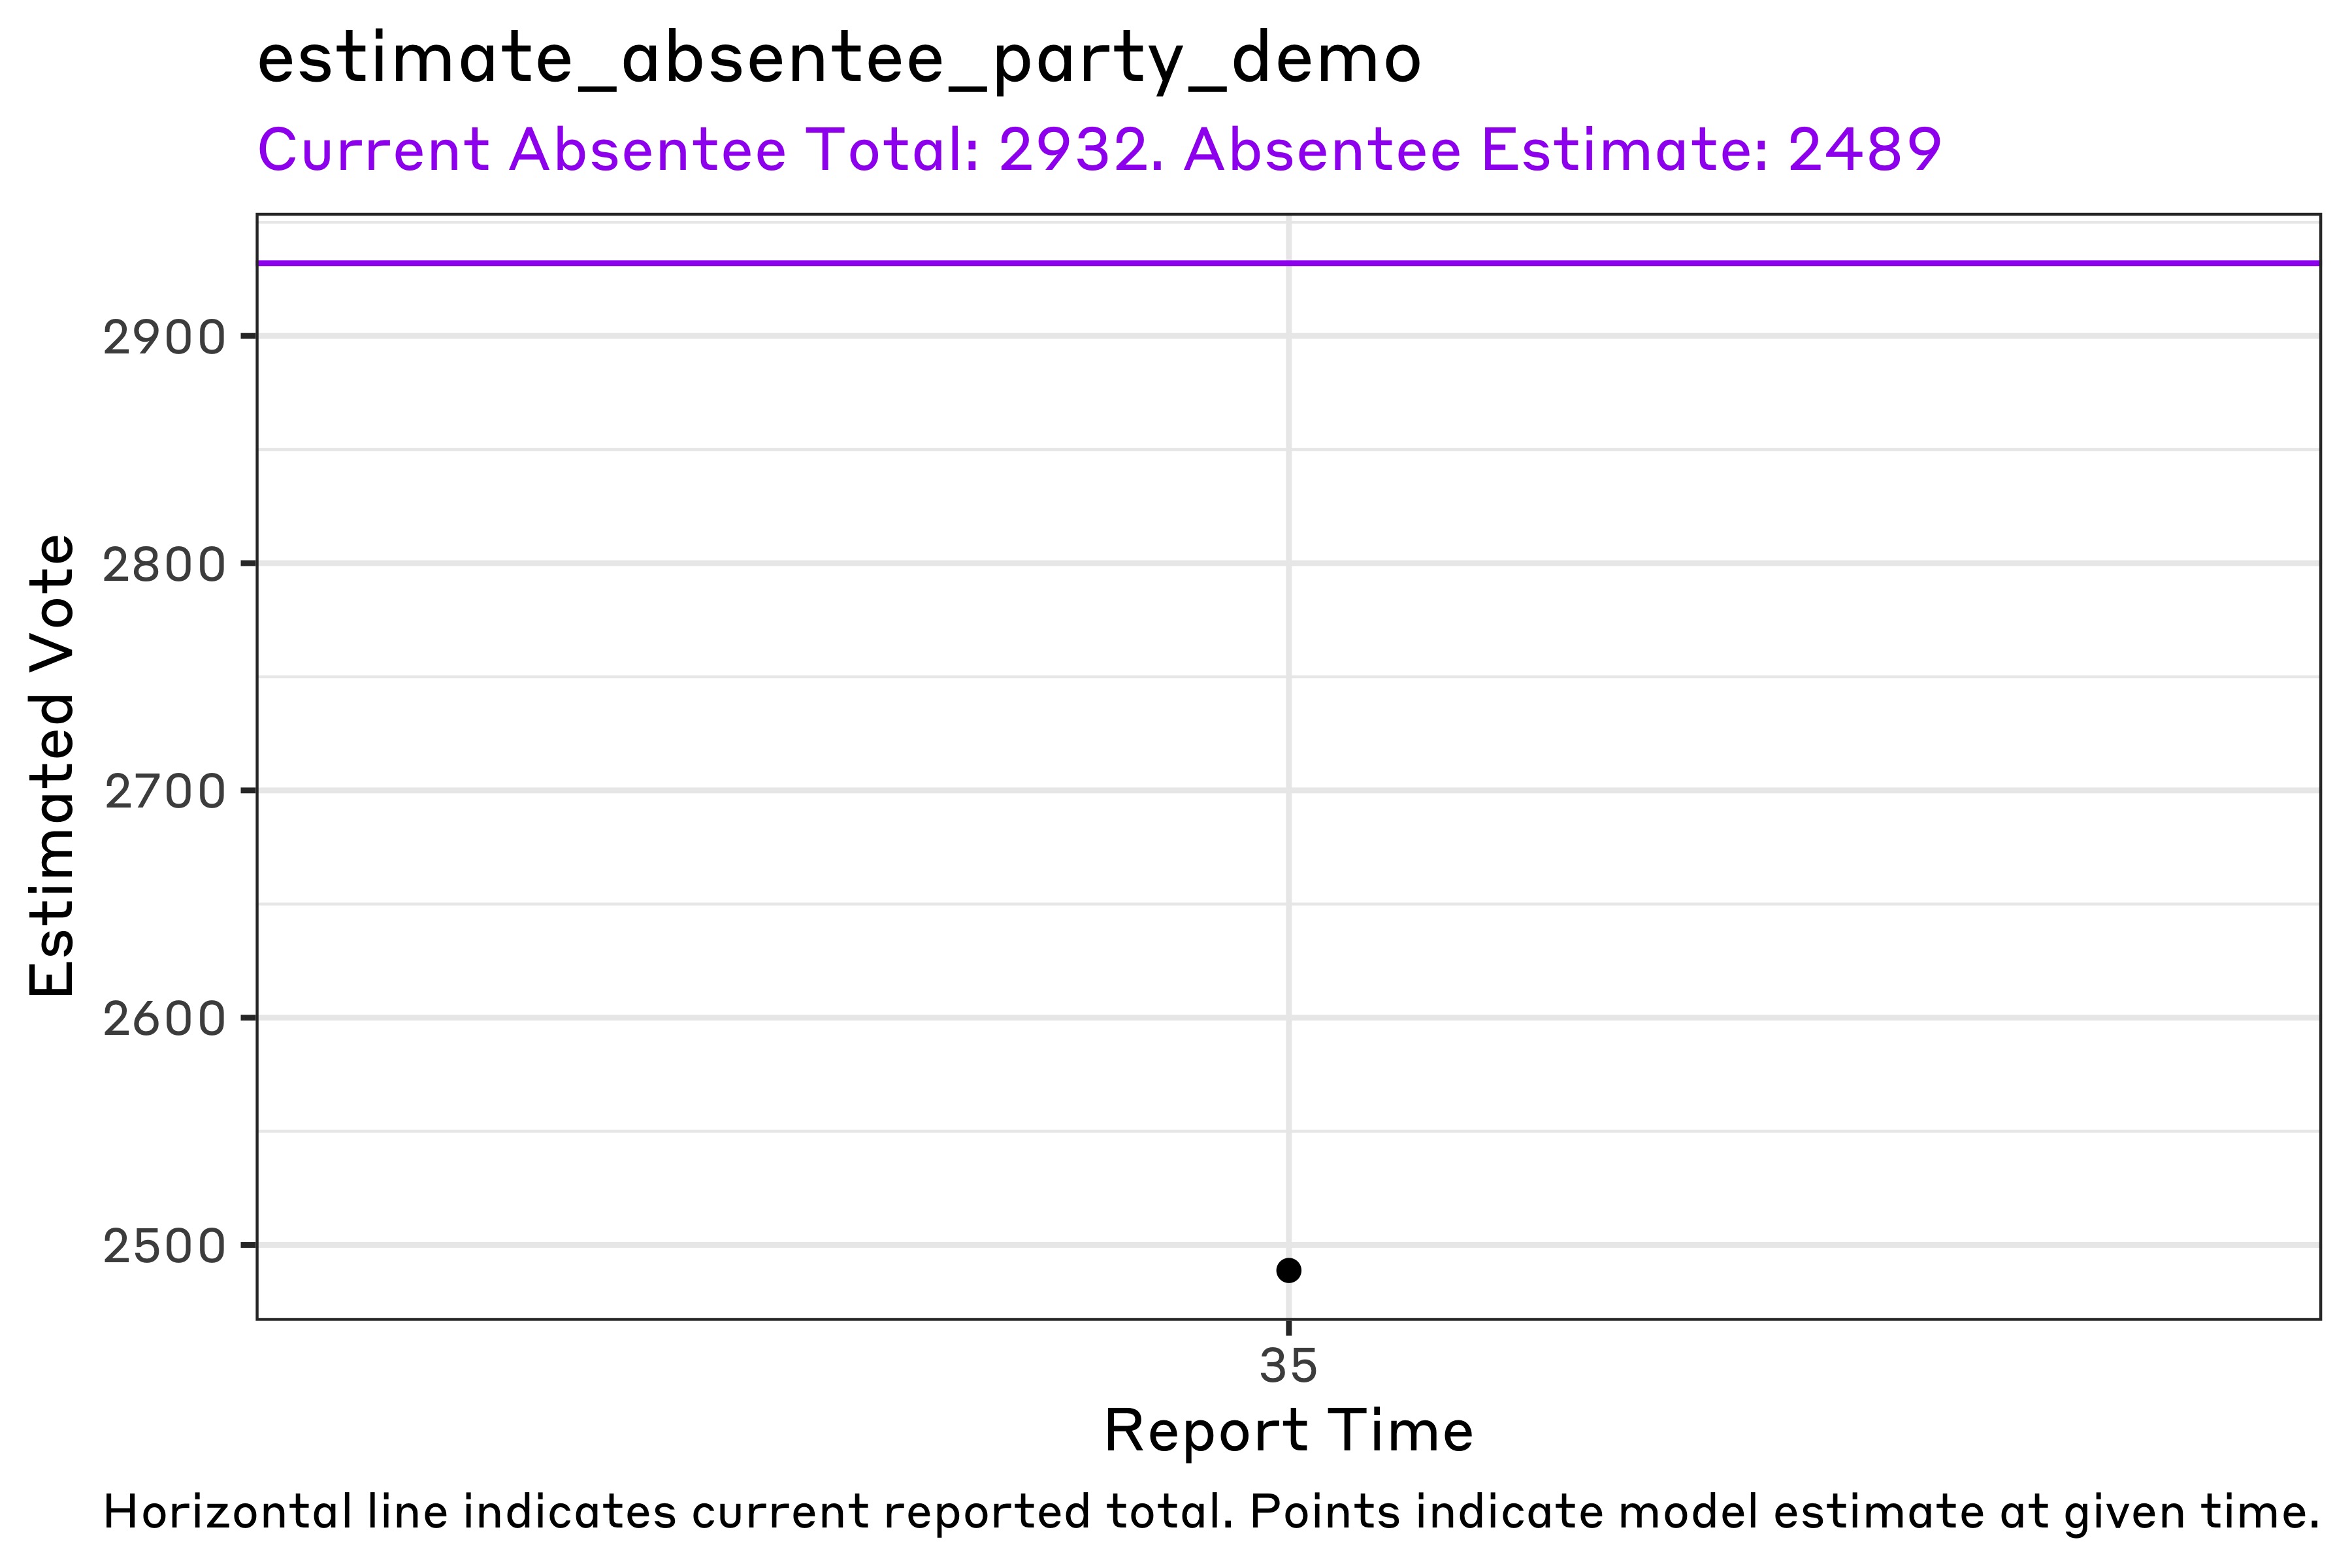 estimate_absentee_party_demo
Current Absentee Total: 2932. Absentee Estimate: 2489
Estimated Vote
2900
2800
2700
2600
2500
35
Report Time
Horizontal line indicates current reported total. Points indicate model estimate at given time.